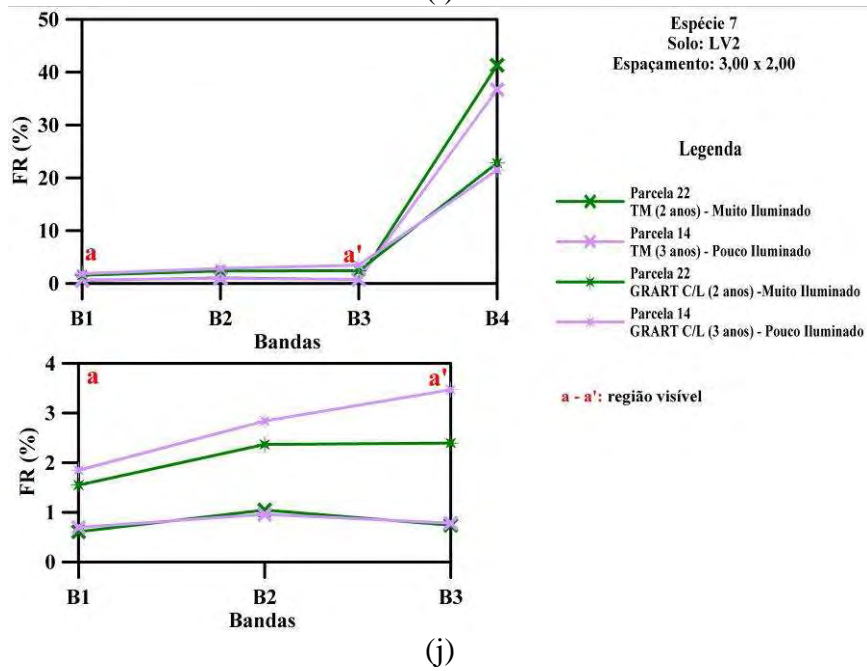 50
40
30
20
10
0
FR (%)
a
a'
B1 B2 B3 B4
Bandas
Espécie 7
Solo: LV2
Espaçamento: 3,00 x 2,00
Legenda
Parcela 22
TM (2 anos) - Muito Iluminado
Parcela 14
TM (3 anos) - Pouco Iluminado
Parcela 22
GRART C/L (2 anos) -Muito Iluminado
Parcela 14
GRART C/L (3 anos) - Pouco Iluminado
a - a': região visível
4
3
2
1
0
FR (%)
a
a'
B1 B2 B3
Bandas
(j)